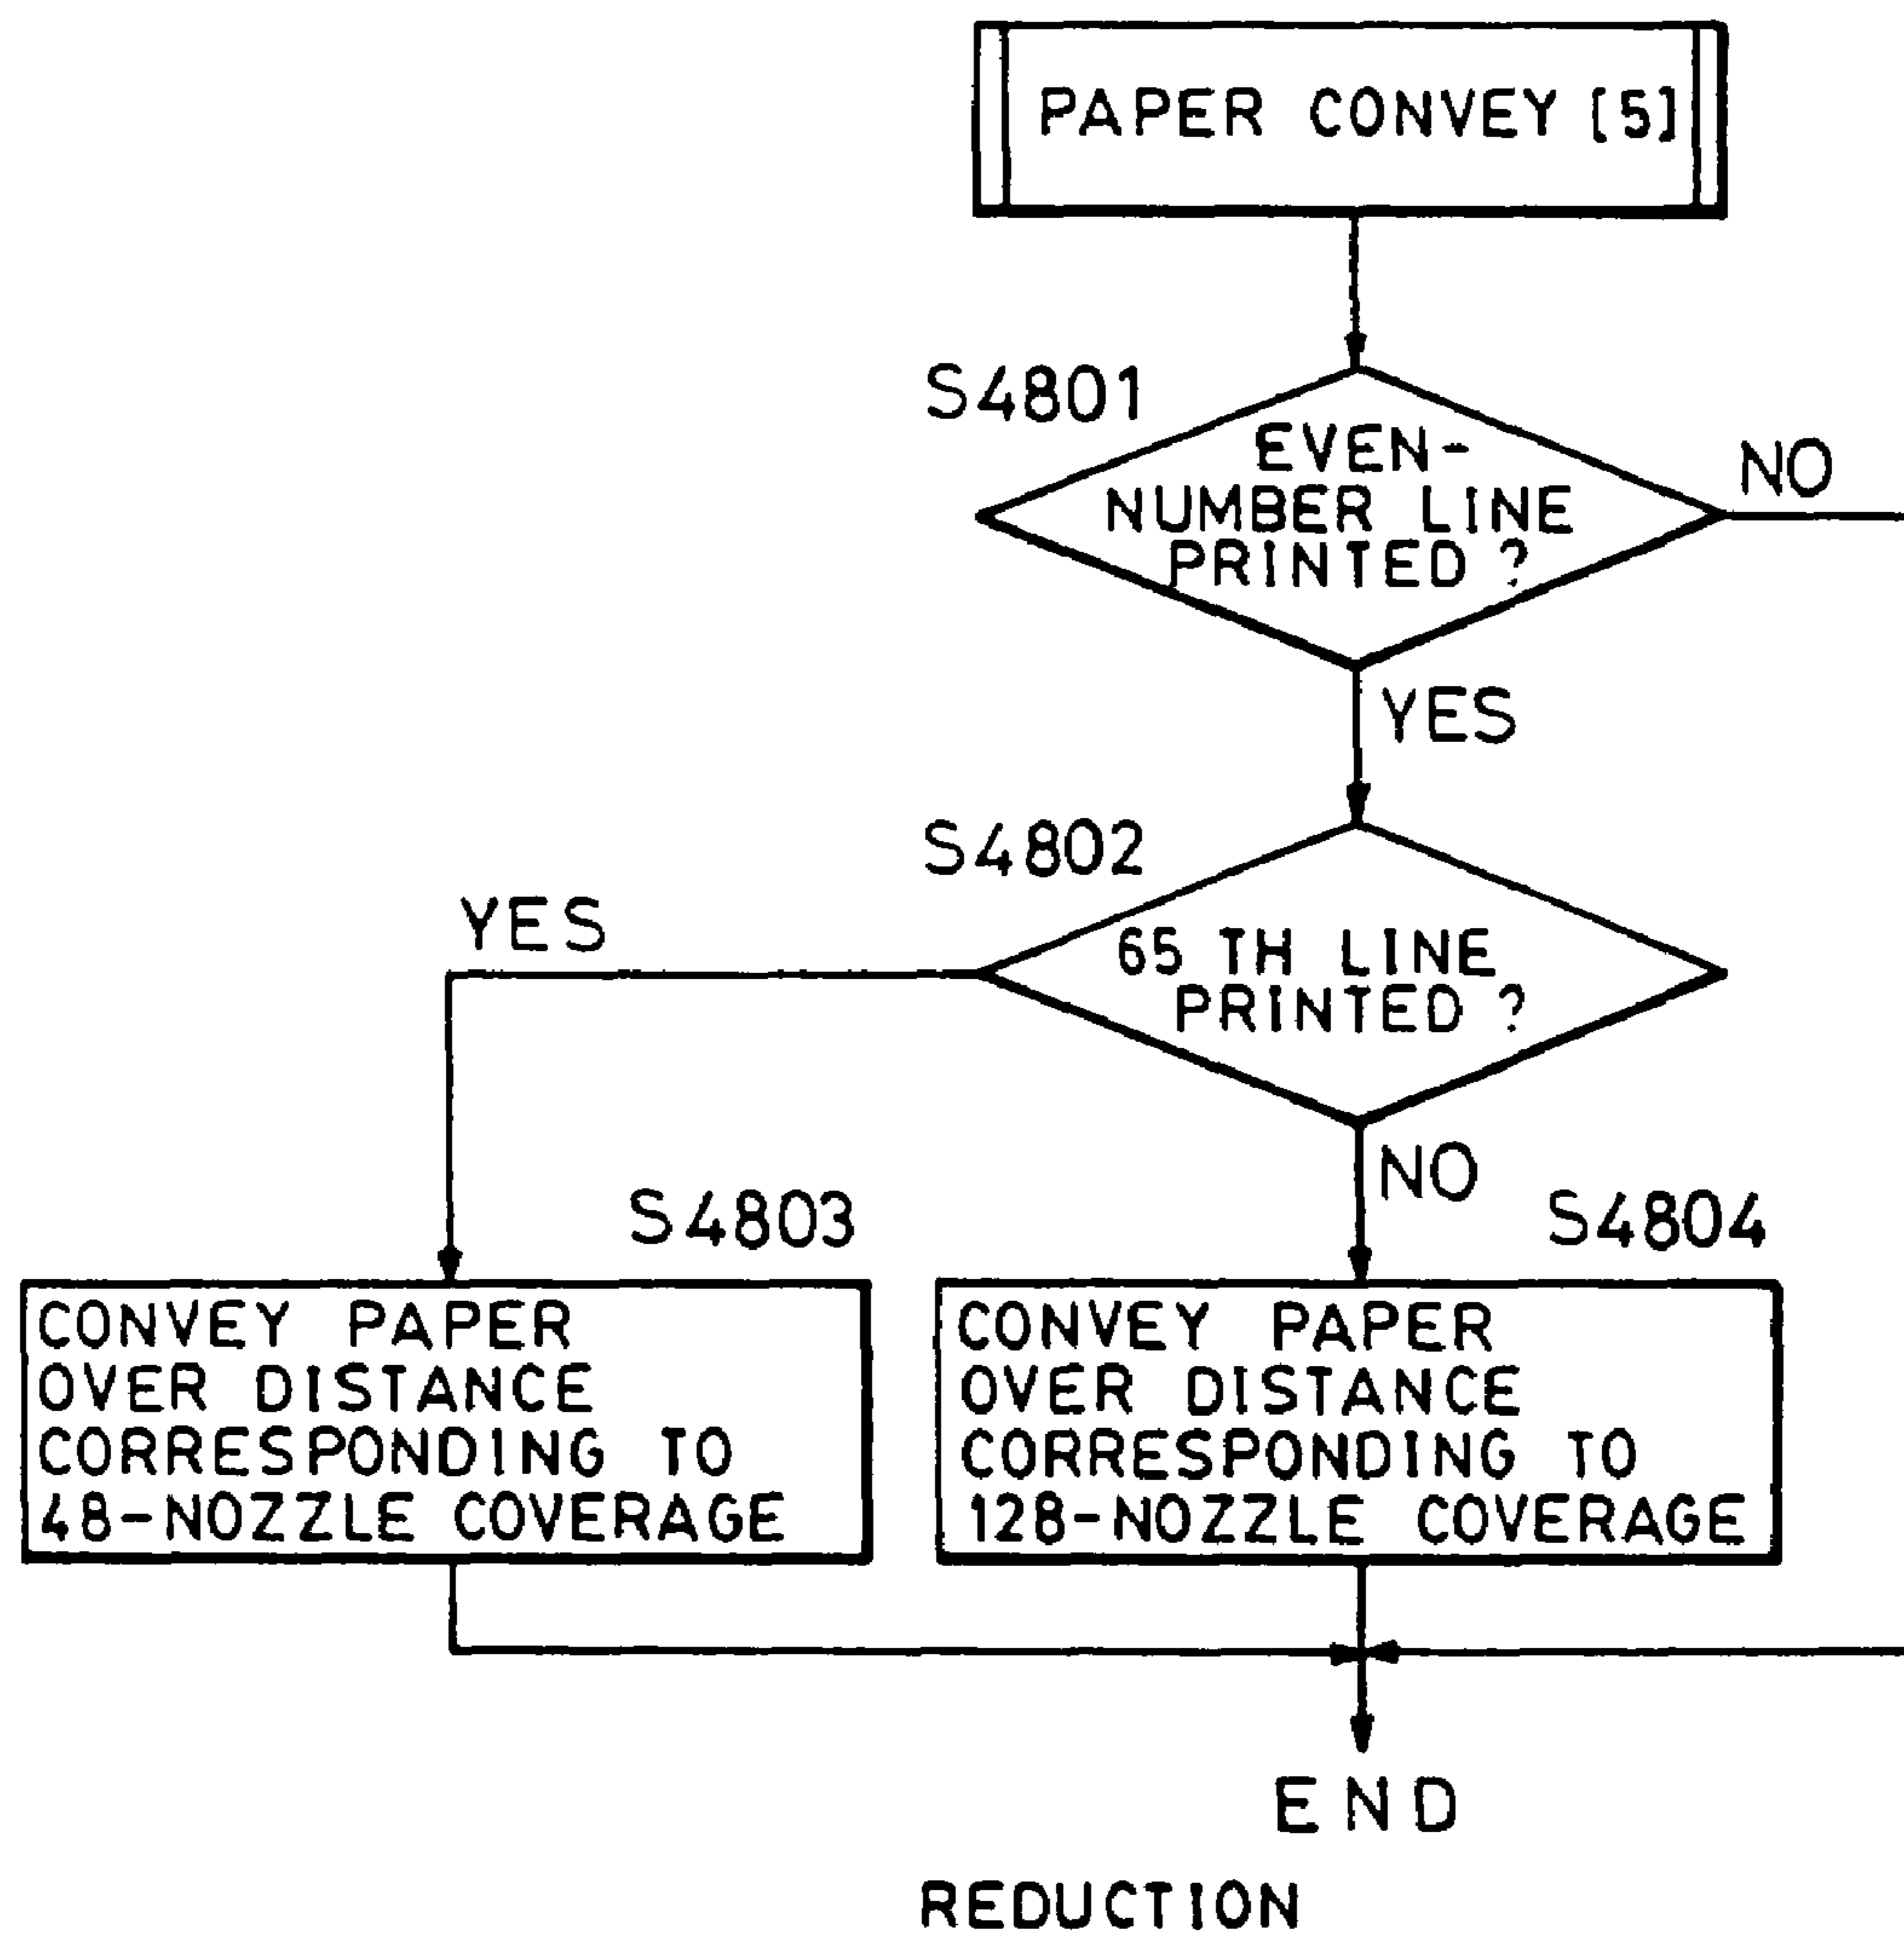 PAPER CONVEY [5]
S4801
EVEN-
NUMBER LINE
PRINTED ?
NO
YES
S4802
65 TH LINE
PRINTED ?
YES
NO
S4803
S4804
CONVEY PAPER
OVER DISTANCE
CORRESPONDING TO
48-NOZZLE COVERAGE
CONVEY PAPER
OVER DISTANCE
CORRESPONDING TO
128-NOZZLE COVERAGE
END
REDUCTION